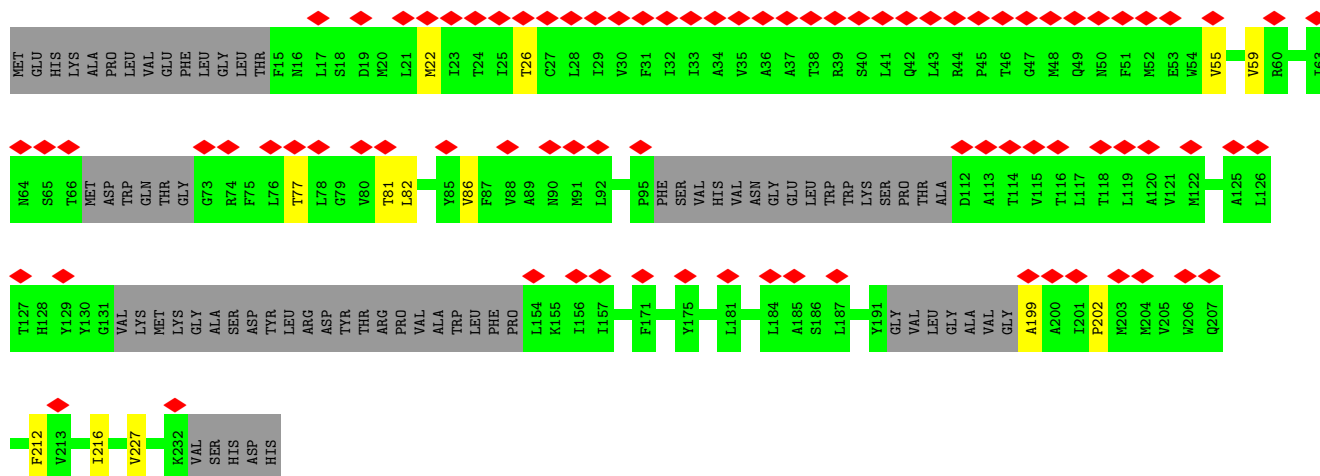 MET GLU HIS LYS ALA PRO LEU VAL GLU PHE LEU GLY LEU THR F15 N16 L17 S18 D19 M20 L21 M22 I23 T24 I25 T26 C27 L28 I29 V30 F31 I32 I33 A34 V35 A36 A37 T38 R39 S40 L41 Q42 L43 R44 P45 T46 G47 M48 Q49 N50 F51 M52 E53 W54 V55 V59 R60 I63
N64 S65 T66 MET ASP TRP GLN THR GLY G73 R74 F75 L76 T77 L78 G79 V80 T81 L82 Y85 V86 F87 V88 A89 N90 M91 L92 P95 PHE SER VAL HIS VAL ASN GLY GLU LEU TRP TRP LYS SER PRO THR ALA D112 A113 T114 V115 T116 L117 T118 L119 A120 V121 M122 A125 L126
T127 H128 Y129 Y130 G131 VAL LYS MET LYS GLY ALA SER ASP TYR LEU ARG ASP TYR THR ARG PRO VAL ALA TRP LEU PHE PRO L154 K155 I156 I157 F171 Y175 L181 L184 A185 S186 L187 Y191 GLY VAL LEU GLY ALA VAL GLY A199 A200 I201 P202 M203 M204 V205 W206 Q207
F212 V213 I216 V227 K232 VAL SER HIS ASP HIS